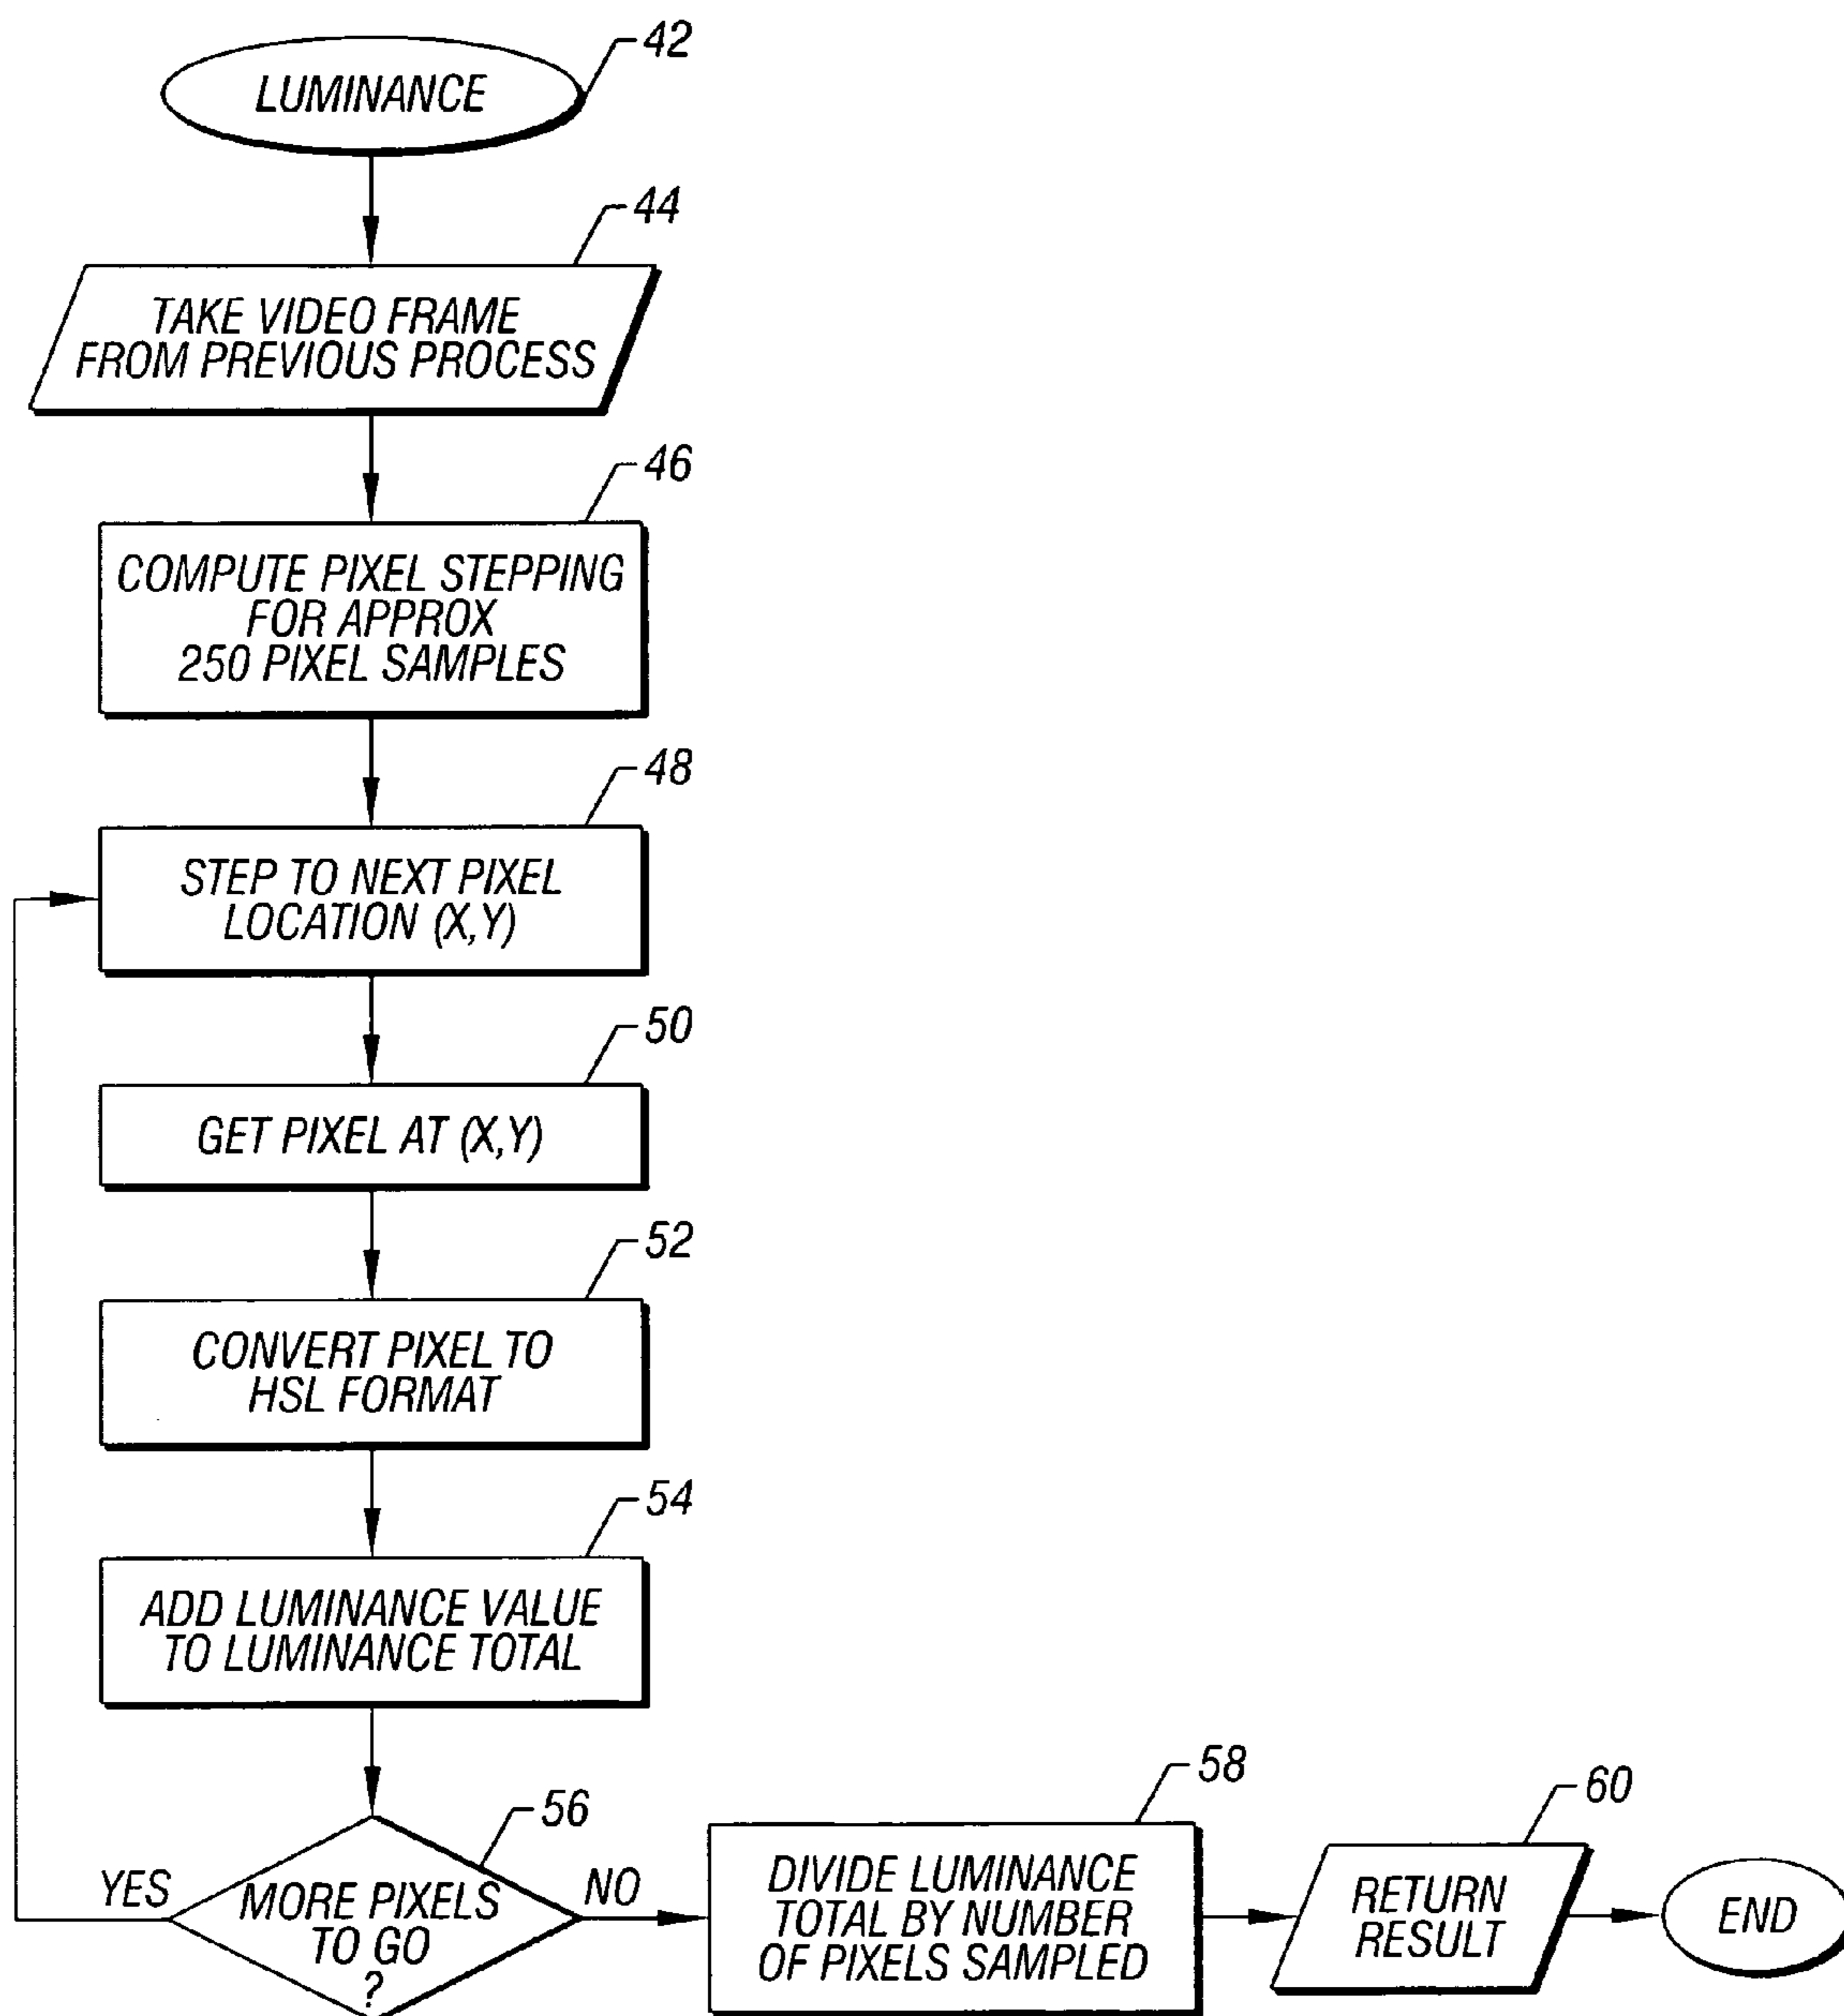 42
LUMINANCE
44
TAKE VIDEO FRAME
FROM PREVIOUS PROCESS
46
COMPUTE PIXEL STEPPING
FOR APPROX
250 PIXEL SAMPLES
48
STEP TO NEXT PIXEL
LOCATION (X,Y)
50
GET PIXEL AT (X,Y)
52
CONVERT PIXEL TO
HSL FORMAT
54
ADD LUMINANCE VALUE
TO LUMINANCE TOTAL
56
YES
MORE PIXELS
TO GO
?
NO
58
DIVIDE LUMINANCE
TOTAL BY NUMBER
OF PIXELS SAMPLED
60
RETURN
RESULT
END